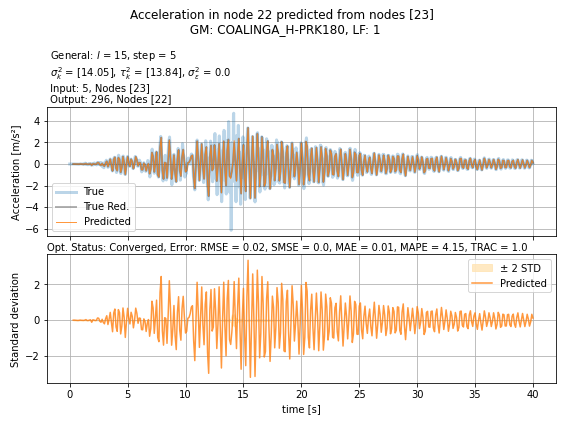 Acceleration in node 22 predicted from nodes [23]
GM: COALINGA_H-PRK180, LF: 1
General: l = 15, step = 5
σ²ₖ = [14.05], τ²ₖ = [13.84], σ²ε = 0.0
Input: 5, Nodes [23]
Output: 296, Nodes [22]
Acceleration [m/s²]
4
2
0
−2
−4
−6
True
True Red.
Predicted
Opt. Status: Converged, Error: RMSE = 0.02, SMSE = 0.0, MAE = 0.01, MAPE = 4.15, TRAC = 1.0
Standard deviation
2
0
−2
± 2 STD
Predicted
0 5 10 15 20 25 30 35 40
time [s]